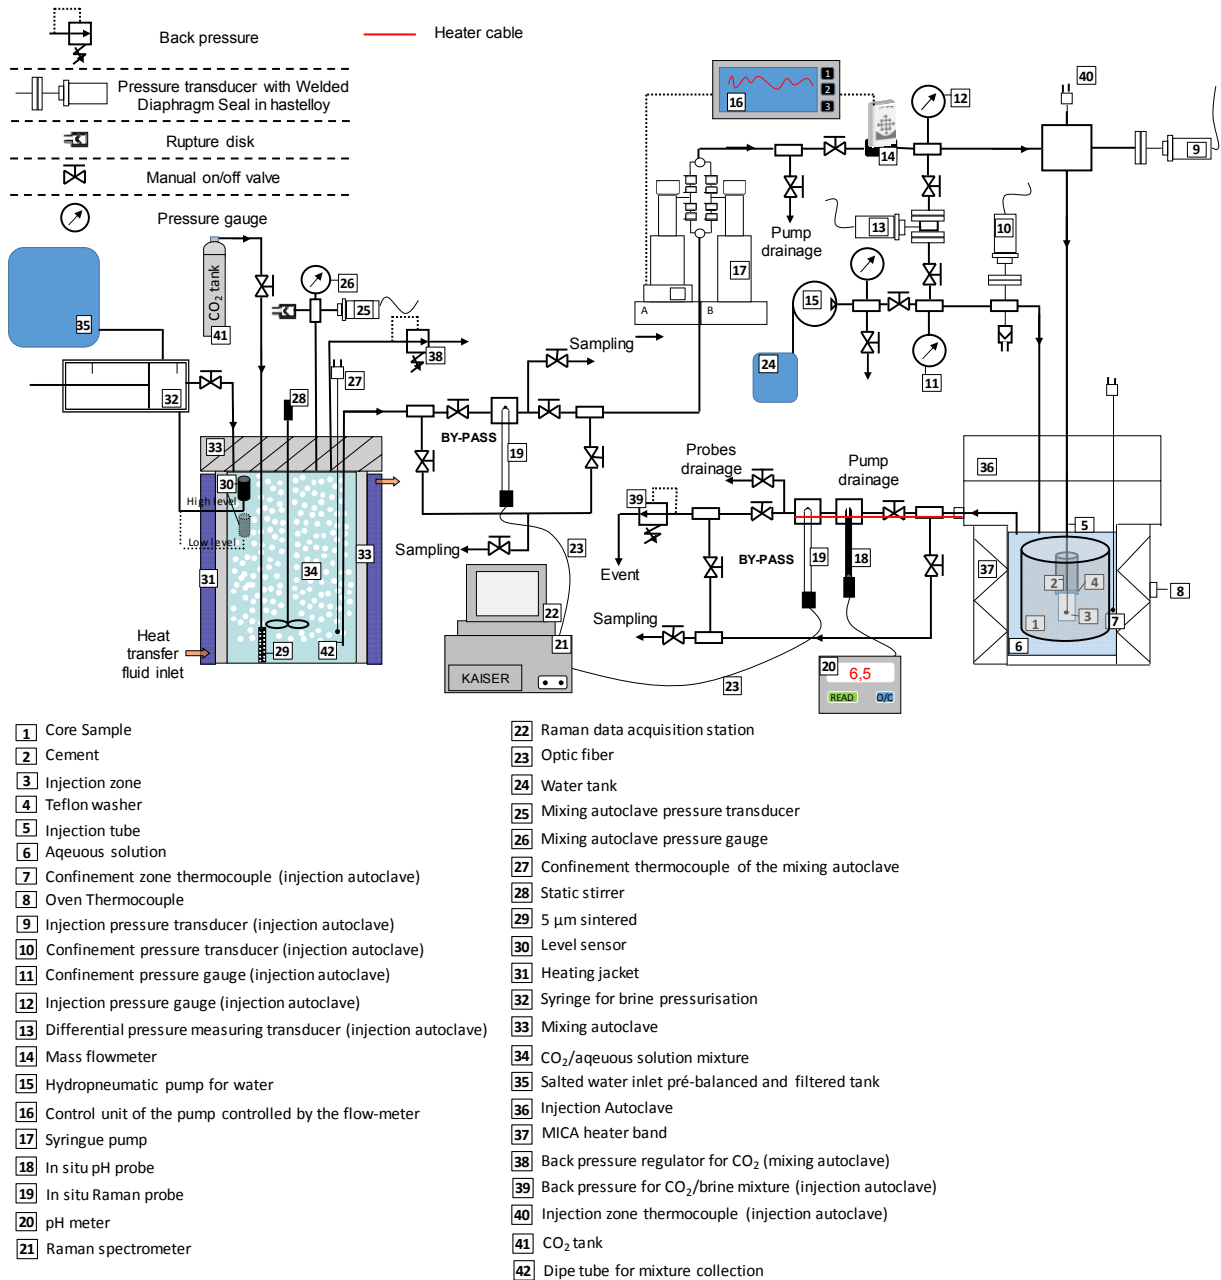 Back pressure
Heater cable
Pressure transducer with Welded
Diaphragm Seal in hastelloy
Rupture disk
Manual on/off valve
Pressure gauge
16
1
2
3
40
12
14
9
Pump
drainage
13
10
17
35
CO2 tank
41
26
25
38
27
A
B
15
24
11
Sampling
32
28
BY-PASS
19
33
30
High level
Low level
31
34
33
29
42
Heat
transfer
fluid inlet
Sampling
23
22
21
KAISER
Probes
drainage
Pump
drainage
39
Event
BY-PASS
19
18
Sampling
23
20
6,5
READ
O/C
36
5
37
2
4
8
1
3
7
6
1 Core Sample
2 Cement
3 Injection zone
4 Teflon washer
5 Injection tube
6 Aqeuous solution
7 Confinement zone thermocouple (injection autoclave)
8 Oven Thermocouple
9 Injection pressure transducer (injection autoclave)
10 Confinement pressure transducer (injection autoclave)
11 Confinement pressure gauge (injection autoclave)
12 Injection pressure gauge (injection autoclave)
13 Differential pressure measuring transducer (injection autoclave)
14 Mass flowmeter
15 Hydropneumatic pump for water
16 Control unit of the pump controlled by the flow-meter
17 Syringue pump
18 In situ pH probe
19 In situ Raman probe
20 pH meter
21 Raman spectrometer
22 Raman data acquisition station
23 Optic fiber
24 Water tank
25 Mixing autoclave pressure transducer
26 Mixing autoclave pressure gauge
27 Confinement thermocouple of the mixing autoclave
28 Static stirrer
29 5 µm sintered
30 Level sensor
31 Heating jacket
32 Syringe for brine pressurisation
33 Mixing autoclave
34 CO2/aqeuous solution mixture
35 Salted water inlet pré-balanced and filtered tank
36 Injection Autoclave
37 MICA heater band
38 Back pressure regulator for CO2 (mixing autoclave)
39 Back pressure for CO2/brine mixture (injection autoclave)
40 Injection zone thermocouple (injection autoclave)
41 CO2 tank
42 Dipe tube for mixture collection